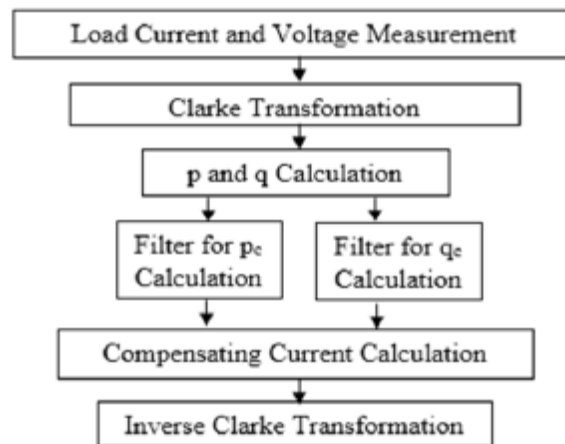 Load Current and Voltage Measurement
Clarke Transformation
p and q Calculation
Filter for pc
Calculation
Filter for qc
Calculation
Compensating Current Calculation
Inverse Clarke Transformation